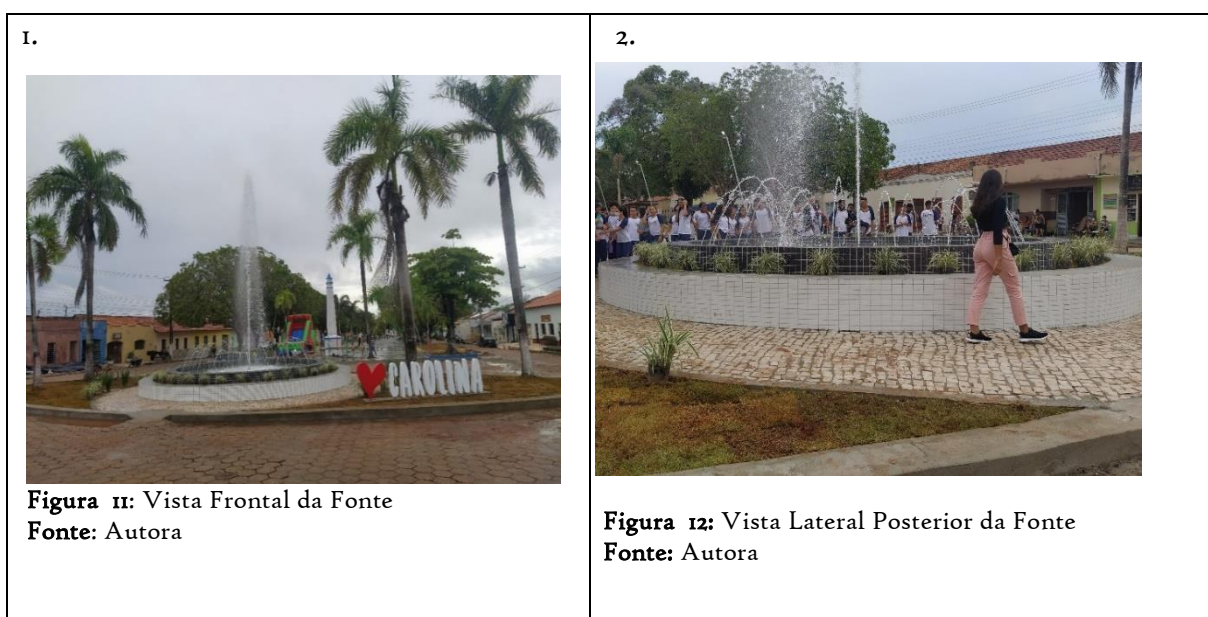 1.
CAROLINA
Figura 11: Vista Frontal da Fonte
Fonte: Autora
2.
Figura 12: Vista Lateral Posterior da Fonte
Fonte: Autora